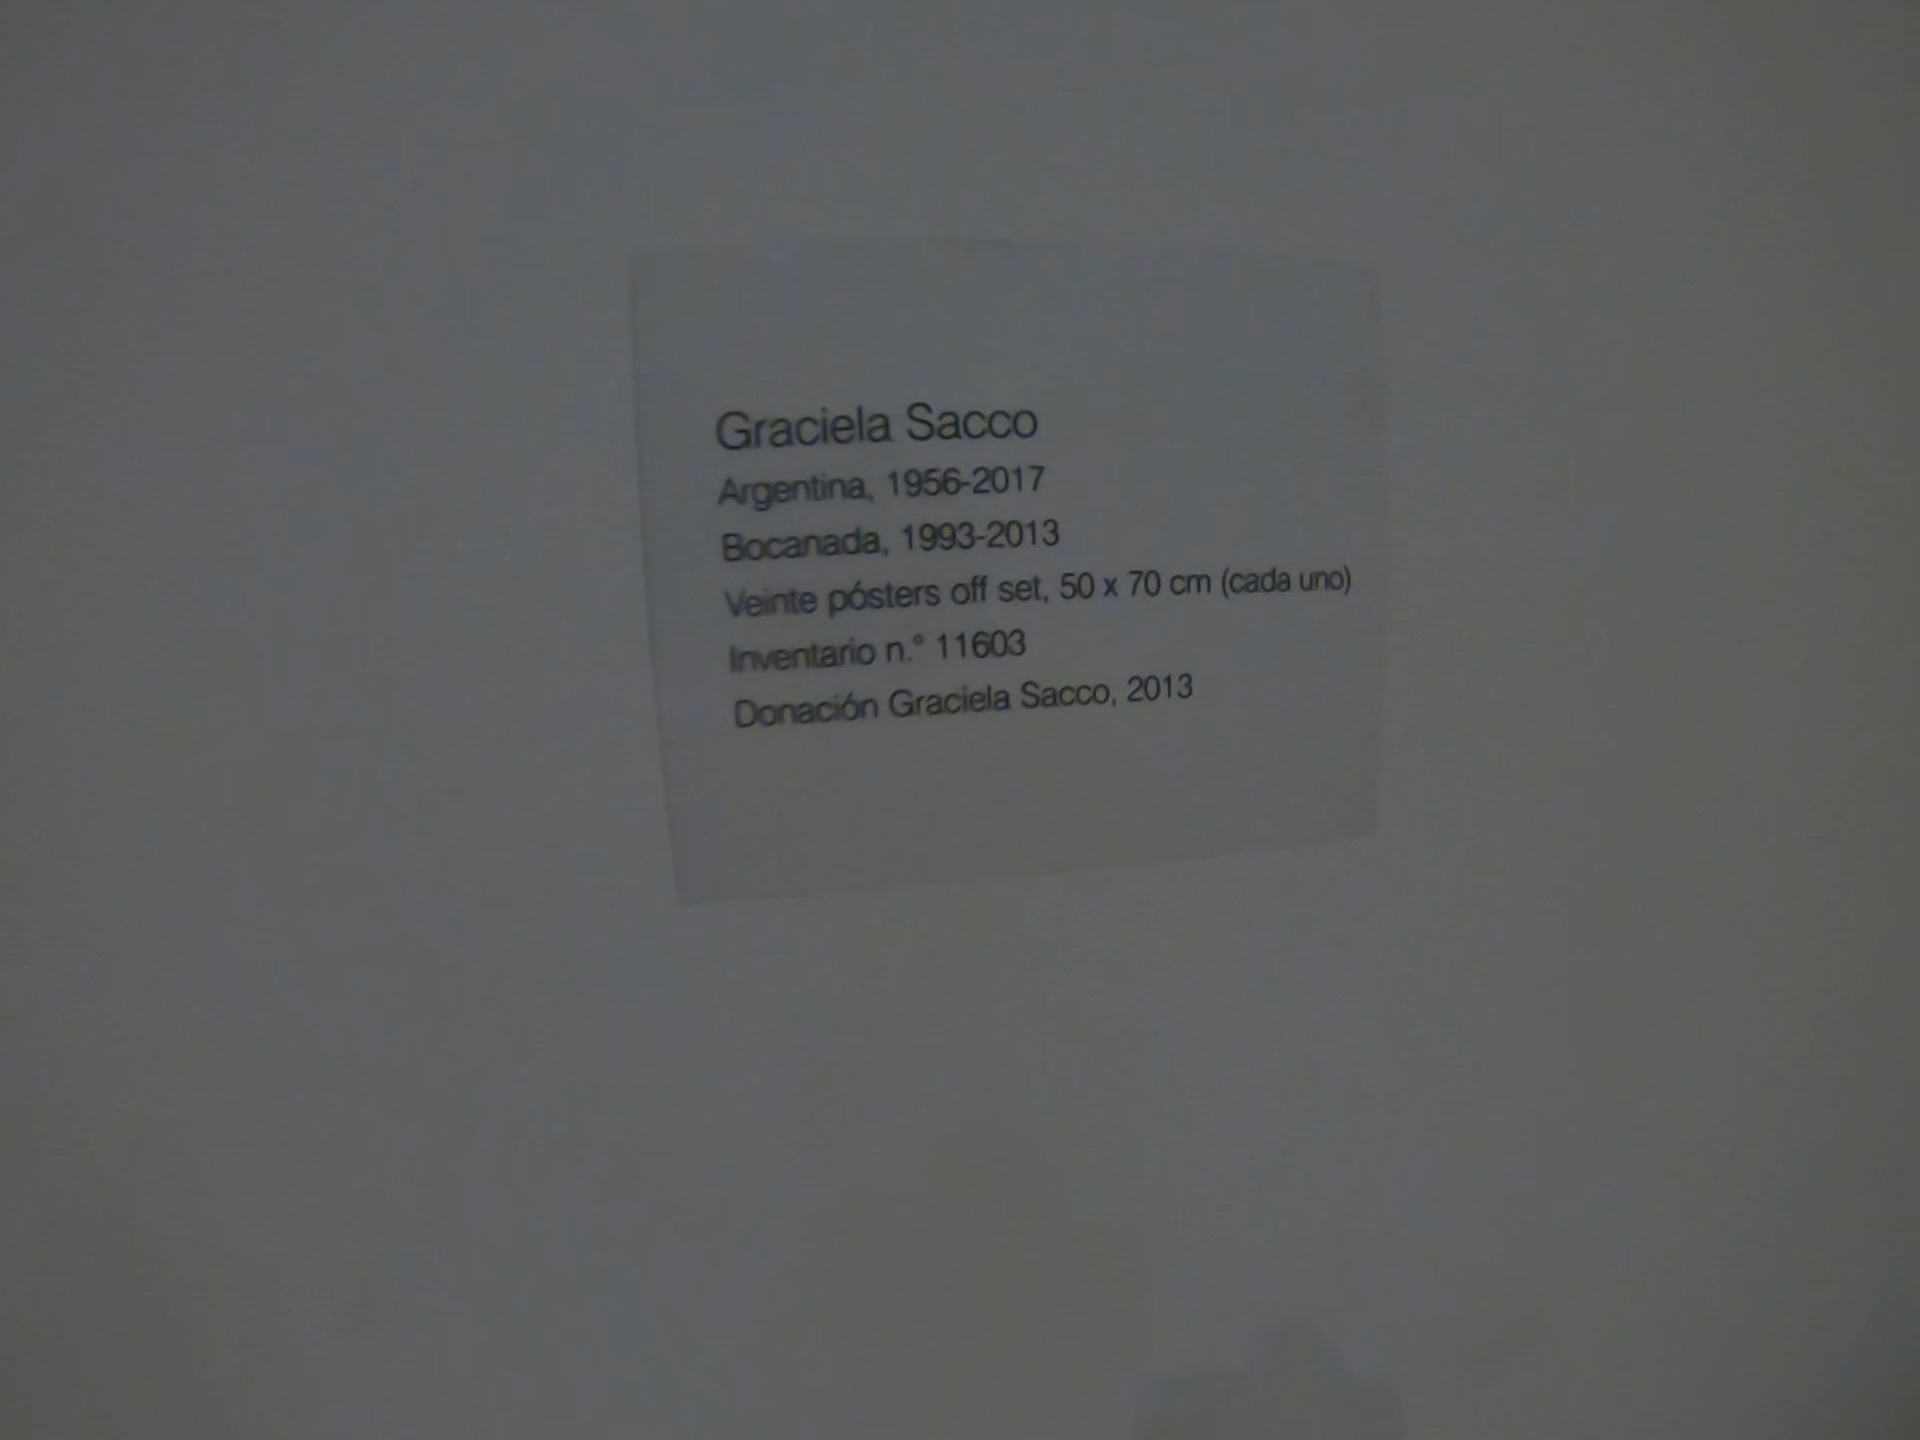 Graciela Sacco
Argentina, 1956-2017
Bocanada, 1993-2013
Veinte pósters off set, 50 x 70 cm (cada uno)
Inventario n.° 11603
Donación Graciela Sacco, 2013